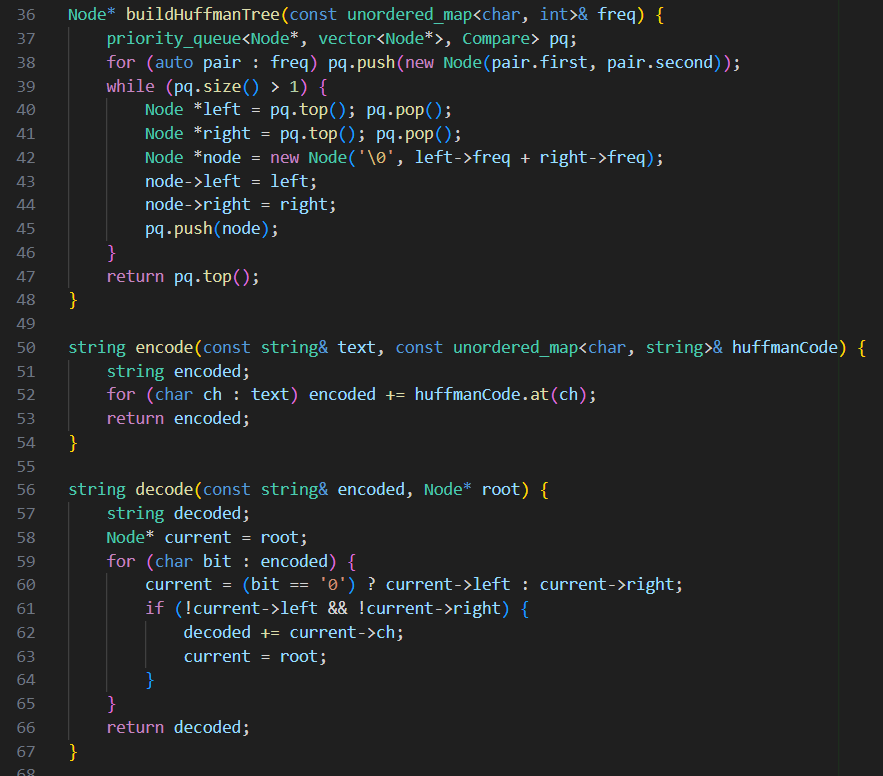 36 Node* buildHuffmanTree(const unordered_map<char, int>& freq) {
37     priority_queue<Node*, vector<Node*>, Compare> pq;
38     for (auto pair : freq) pq.push(new Node(pair.first, pair.second));
39     while (pq.size() > 1) {
40         Node *left = pq.top(); pq.pop();
41         Node *right = pq.top(); pq.pop();
42         Node *node = new Node('\0', left->freq + right->freq);
43         node->left = left;
44         node->right = right;
45         pq.push(node);
46     }
47     return pq.top();
48 }
49
50 string encode(const string& text, const unordered_map<char, string>& huffmanCode) {
51     string encoded;
52     for (char ch : text) encoded += huffmanCode.at(ch);
53     return encoded;
54 }
55
56 string decode(const string& encoded, Node* root) {
57     string decoded;
58     Node* current = root;
59     for (char bit : encoded) {
60         current = (bit == '0') ? current->left : current->right;
61         if (!current->left && !current->right) {
62             decoded += current->ch;
63             current = root;
64         }
65     }
66     return decoded;
67 }
68